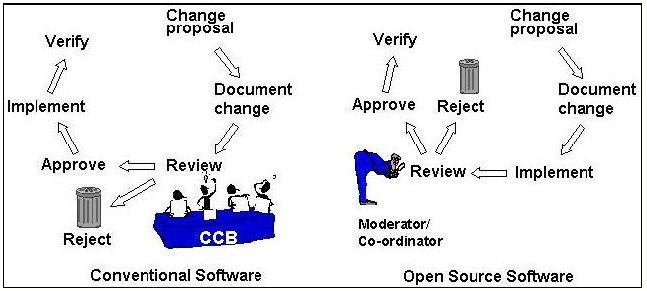 Change
proposal
Verify
Document
change
Implement
Approve
Review
Reject
CCB
Conventional Software
Change
proposal
Verify
Document
change
Approve
Reject
Review
Implement
Moderator/
Co-ordinator
Open Source Software